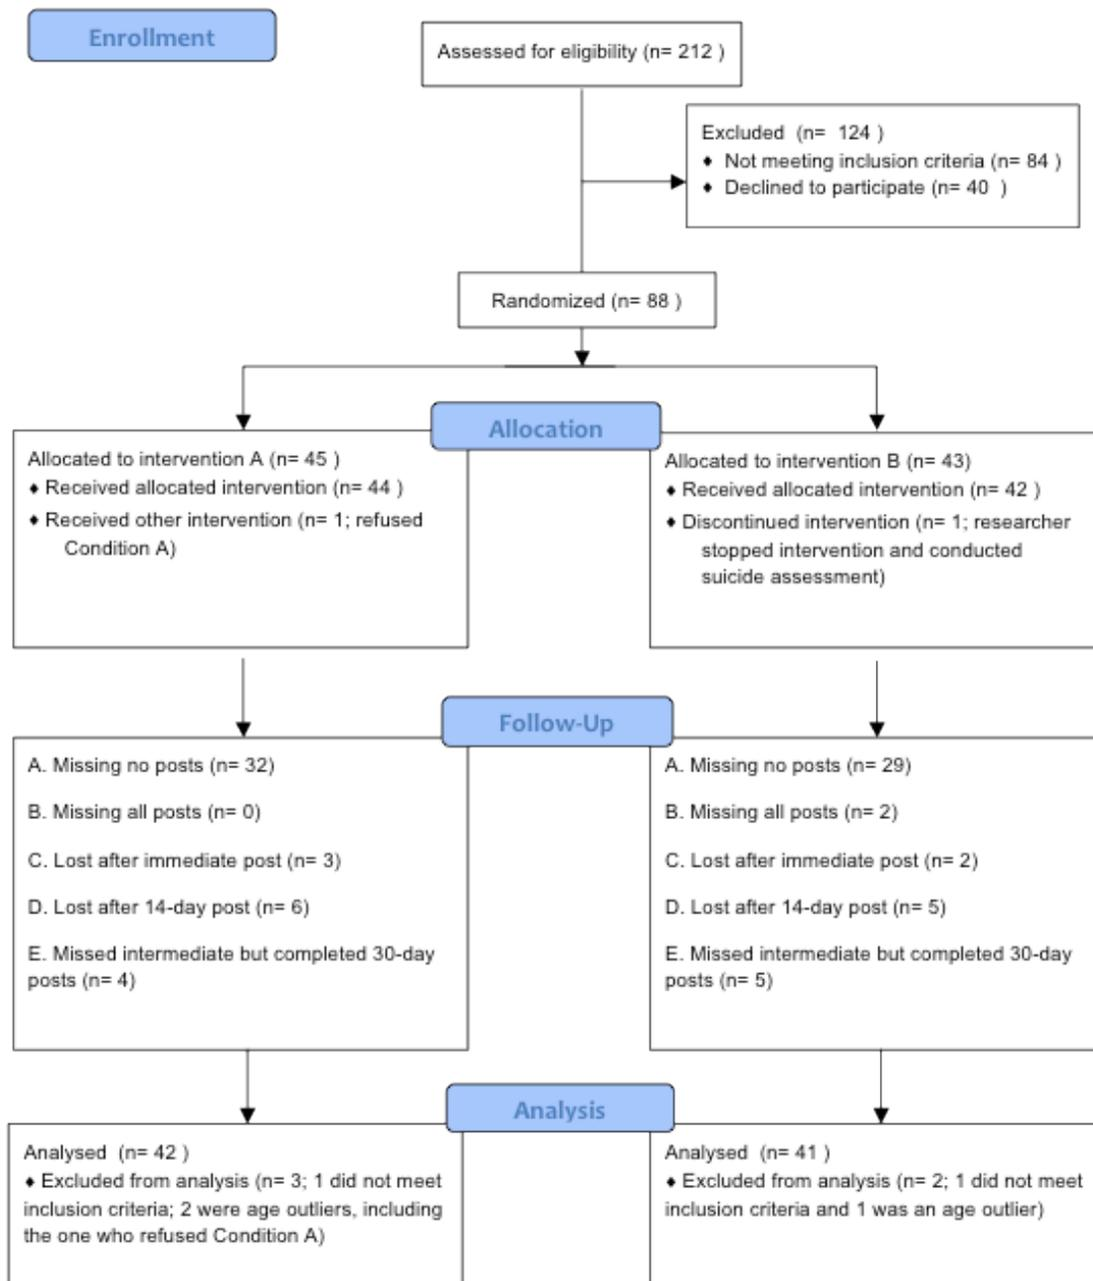 Enrollment
Assessed for eligibility (n= 212 )
Excluded (n= 124 )
♦ Not meeting inclusion criteria (n= 84 )
♦ Declined to participate (n= 40 )
Randomized (n= 88 )
Allocation
Allocated to intervention A (n= 45 )
♦ Received allocated intervention (n= 44 )
♦ Received other intervention (n= 1; refused
Condition A)
Allocated to intervention B (n= 43)
♦ Received allocated intervention (n= 42 )
♦ Discontinued intervention (n= 1; researcher
stopped intervention and conducted
suicide assessment)
Follow-Up
A. Missing no posts (n= 32)
B. Missing all posts (n= 0)
C. Lost after immediate post (n= 3)
D. Lost after 14-day post (n= 6)
E. Missed intermediate but completed 30-day
posts (n= 4)
A. Missing no posts (n= 29)
B. Missing all posts (n= 2)
C. Lost after immediate post (n= 2)
D. Lost after 14-day post (n= 5)
E. Missed intermediate but completed 30-day
posts (n= 5)
Analysis
Analysed (n= 42 )
♦ Excluded from analysis (n= 3; 1 did not meet
inclusion criteria; 2 were age outliers, including
the one who refused Condition A)
Analysed (n= 41 )
♦ Excluded from analysis (n= 2; 1 did not meet
inclusion criteria and 1 was an age outlier)